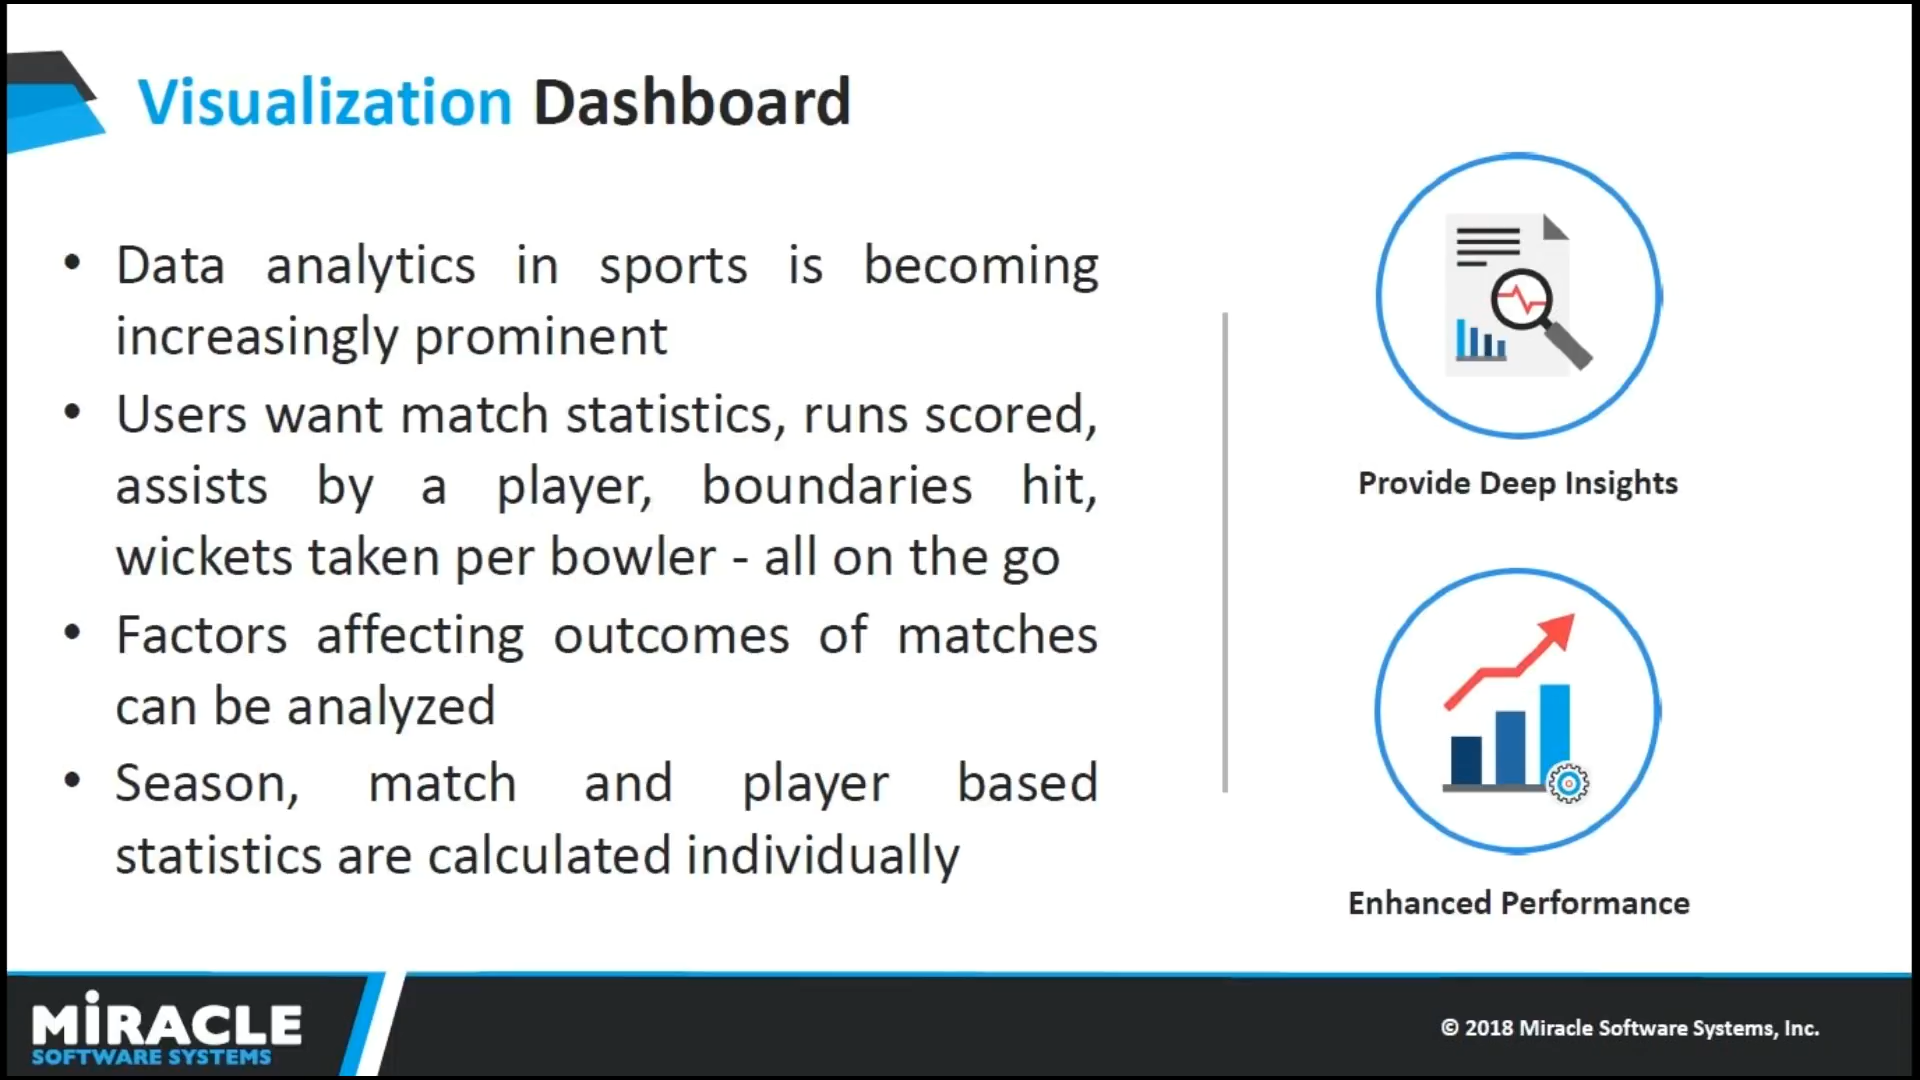 Visualization Dashboard
• Data analytics in sports is becoming
increasingly prominent
• Users want match statistics, runs scored,
assists by a player, boundaries hit,
wickets taken per bowler - all on the go
• Factors affecting outcomes of matches
can be analyzed
• Season, match and player based
statistics are calculated individually
Provide Deep Insights
Enhanced Performance
MiRACLE
SOFTWARE SYSTEMS
© 2018 Miracle Software Systems, Inc.